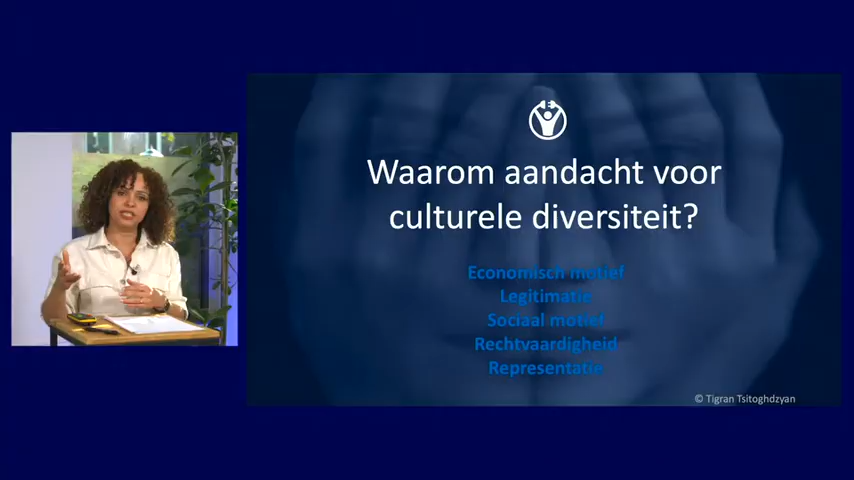 Waarom aandacht voor
culturele diversiteit?
Economisch motief
Legitimatie
Sociaal motief
Rechtvaardigheid
Representatie
© Tigran Tsitoghdzyan